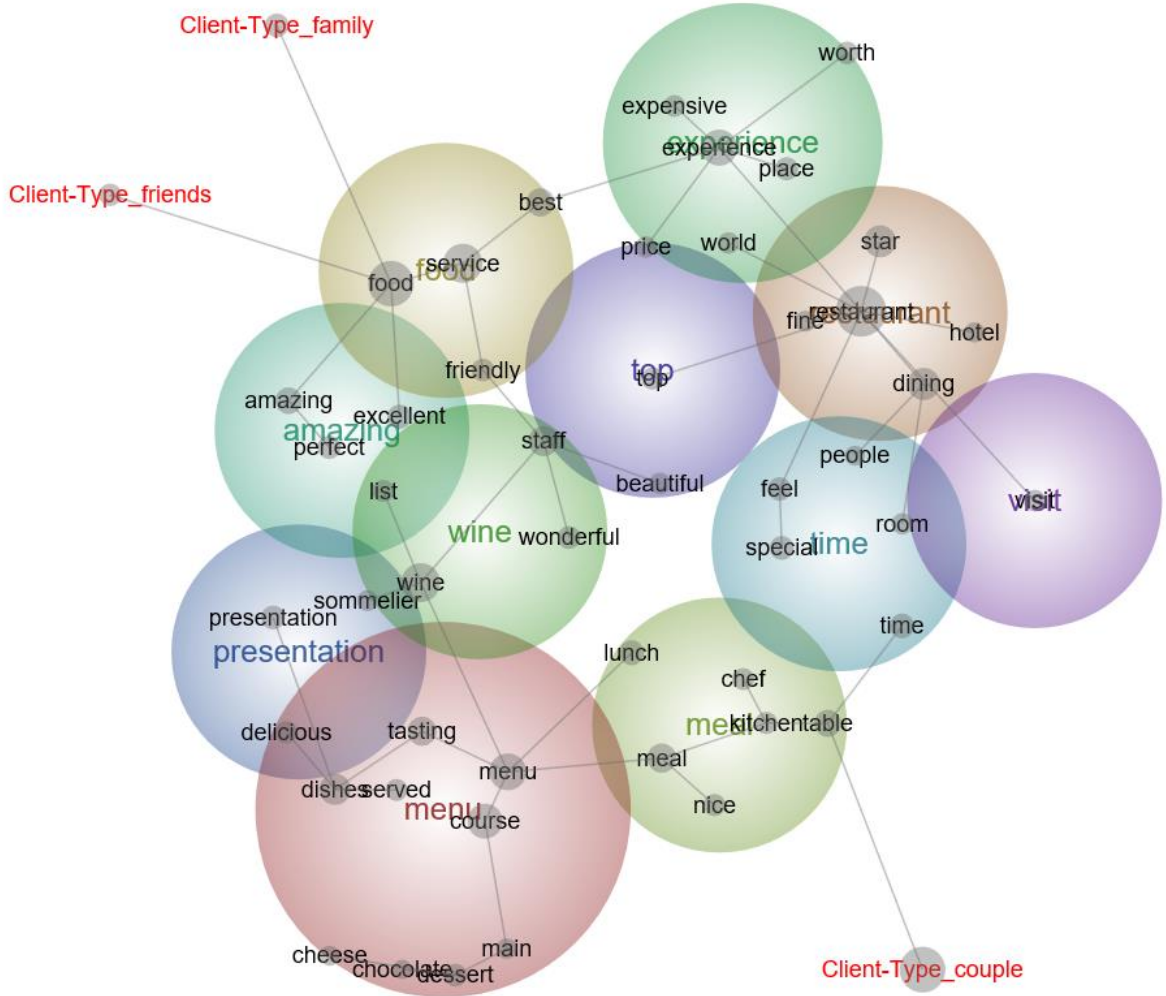 Client-Type_family
worth
expensive
experience
experience
place
Client-Type_friends
best
price
world
star
service
food
food
restaurant
restaurant
fine
hotel
friendly
top
top
dining
amazing
excellent
amazing
perfect
staff
people
list
beautiful
feel
visit
visit
room
wine
wonderful
special
time
wine
sommelier
presentation
time
presentation
lunch
chef
delicious
tasting
meal
kitchen
table
menu
meal
dishes
served
nice
menu
course
main
cheese
chocolate
dessert
Client-Type_couple